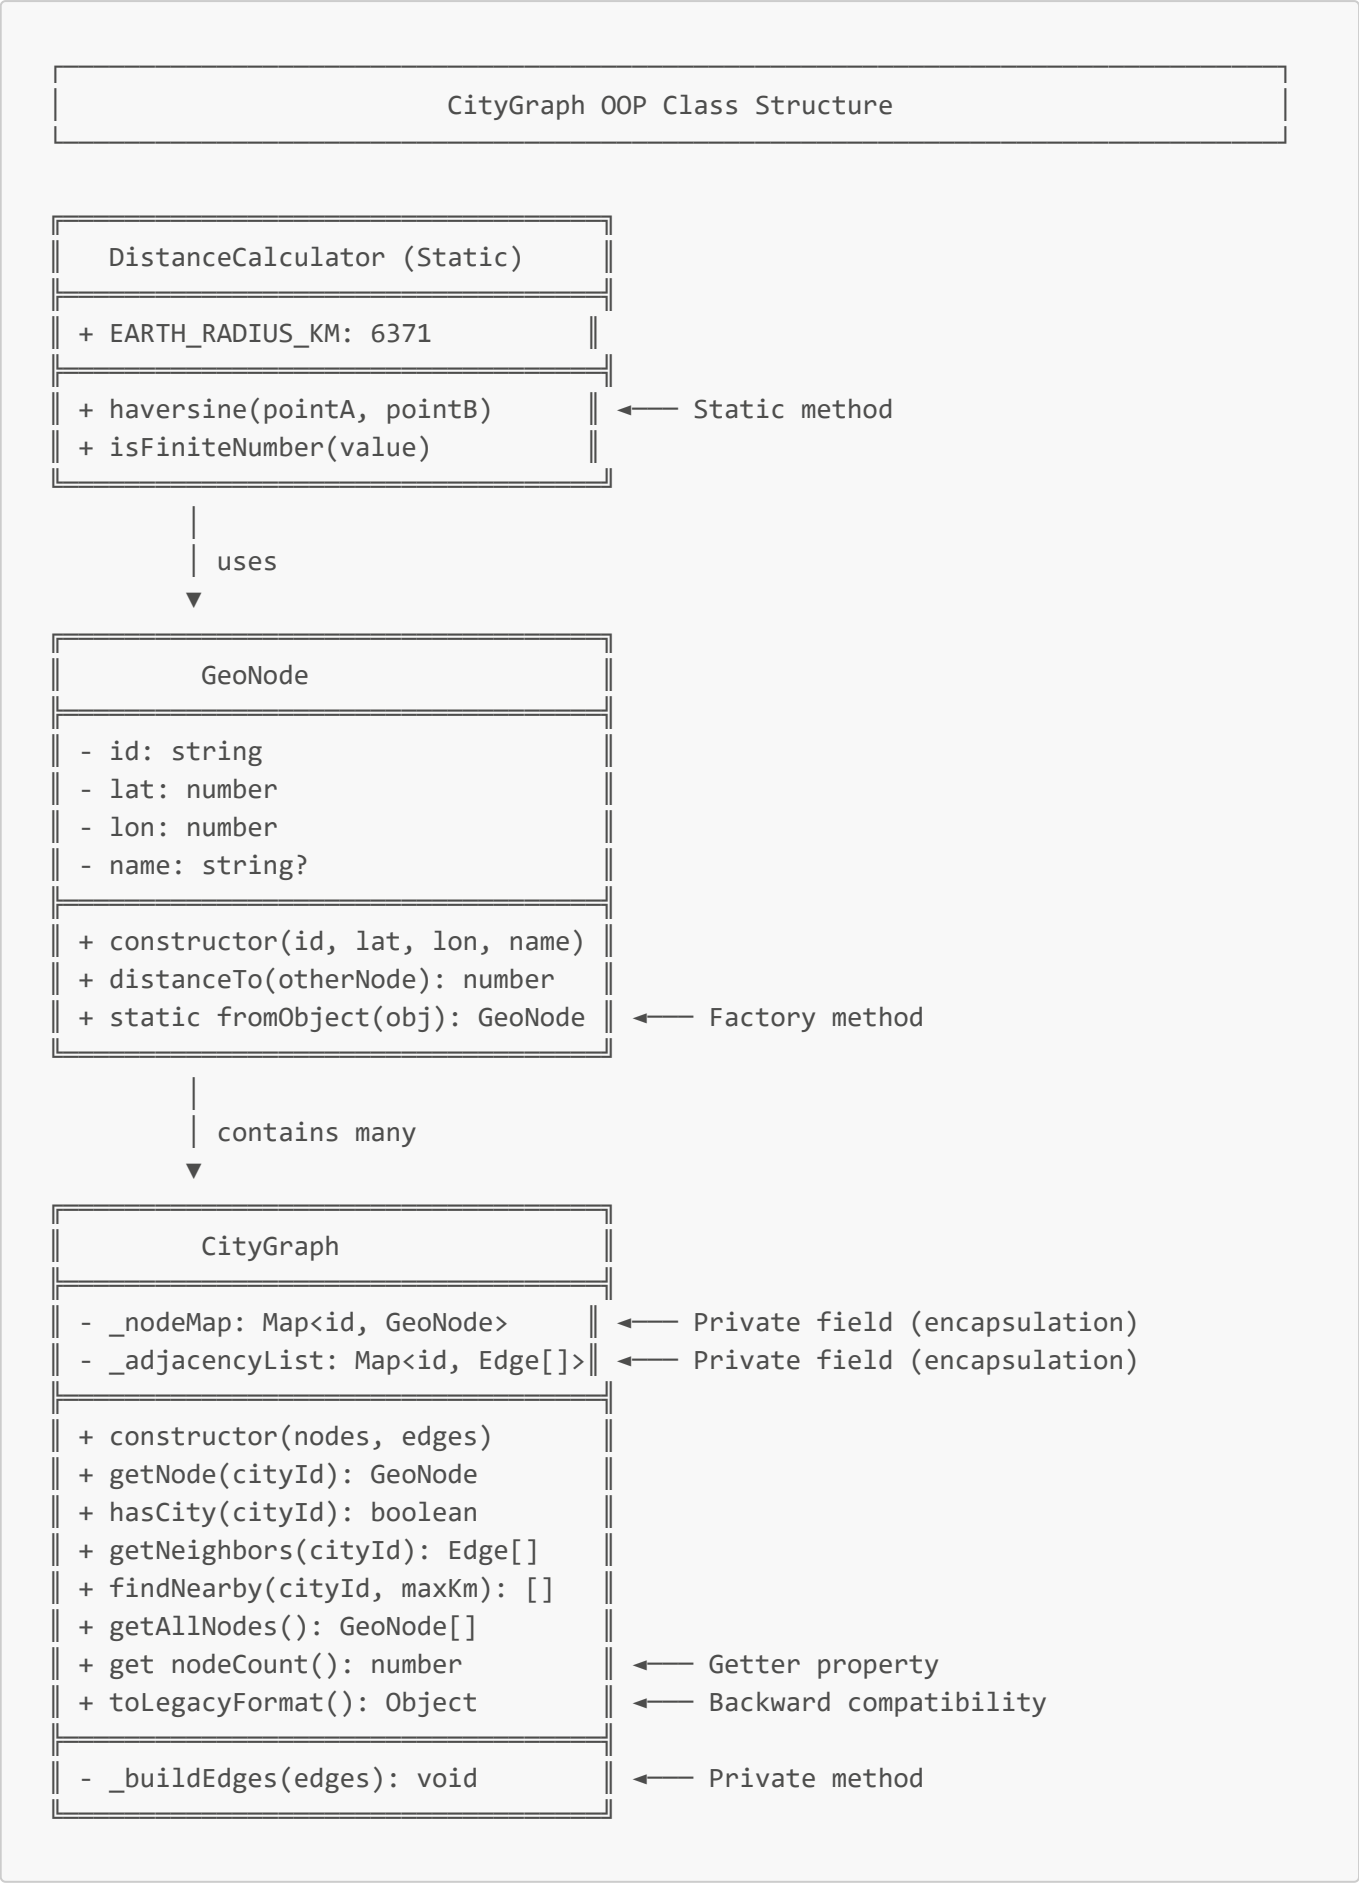 CityGraph OOP Class Structure
DistanceCalculator (Static)
+ EARTH_RADIUS_KM: 6371
+ haversine(pointA, pointB) ◄── Static method
+ isFiniteNumber(value)
uses
GeoNode
- id: string
- lat: number
- lon: number
- name: string?
+ constructor(id, lat, lon, name)
+ distanceTo(otherNode): number
+ static fromObject(obj): GeoNode ◄── Factory method
contains many
CityGraph
- _nodeMap: Map<id, GeoNode> ◄── Private field (encapsulation)
- _adjacencyList: Map<id, Edge[]> ◄── Private field (encapsulation)
+ constructor(nodes, edges)
+ getNode(cityId): GeoNode
+ hasCity(cityId): boolean
+ getNeighbors(cityId): Edge[]
+ findNearby(cityId, maxKm): []
+ getAllNodes(): GeoNode[]
+ get nodeCount(): number ◄── Getter property
+ toLegacyFormat(): Object ◄── Backward compatibility
- _buildEdges(edges): void ◄── Private method